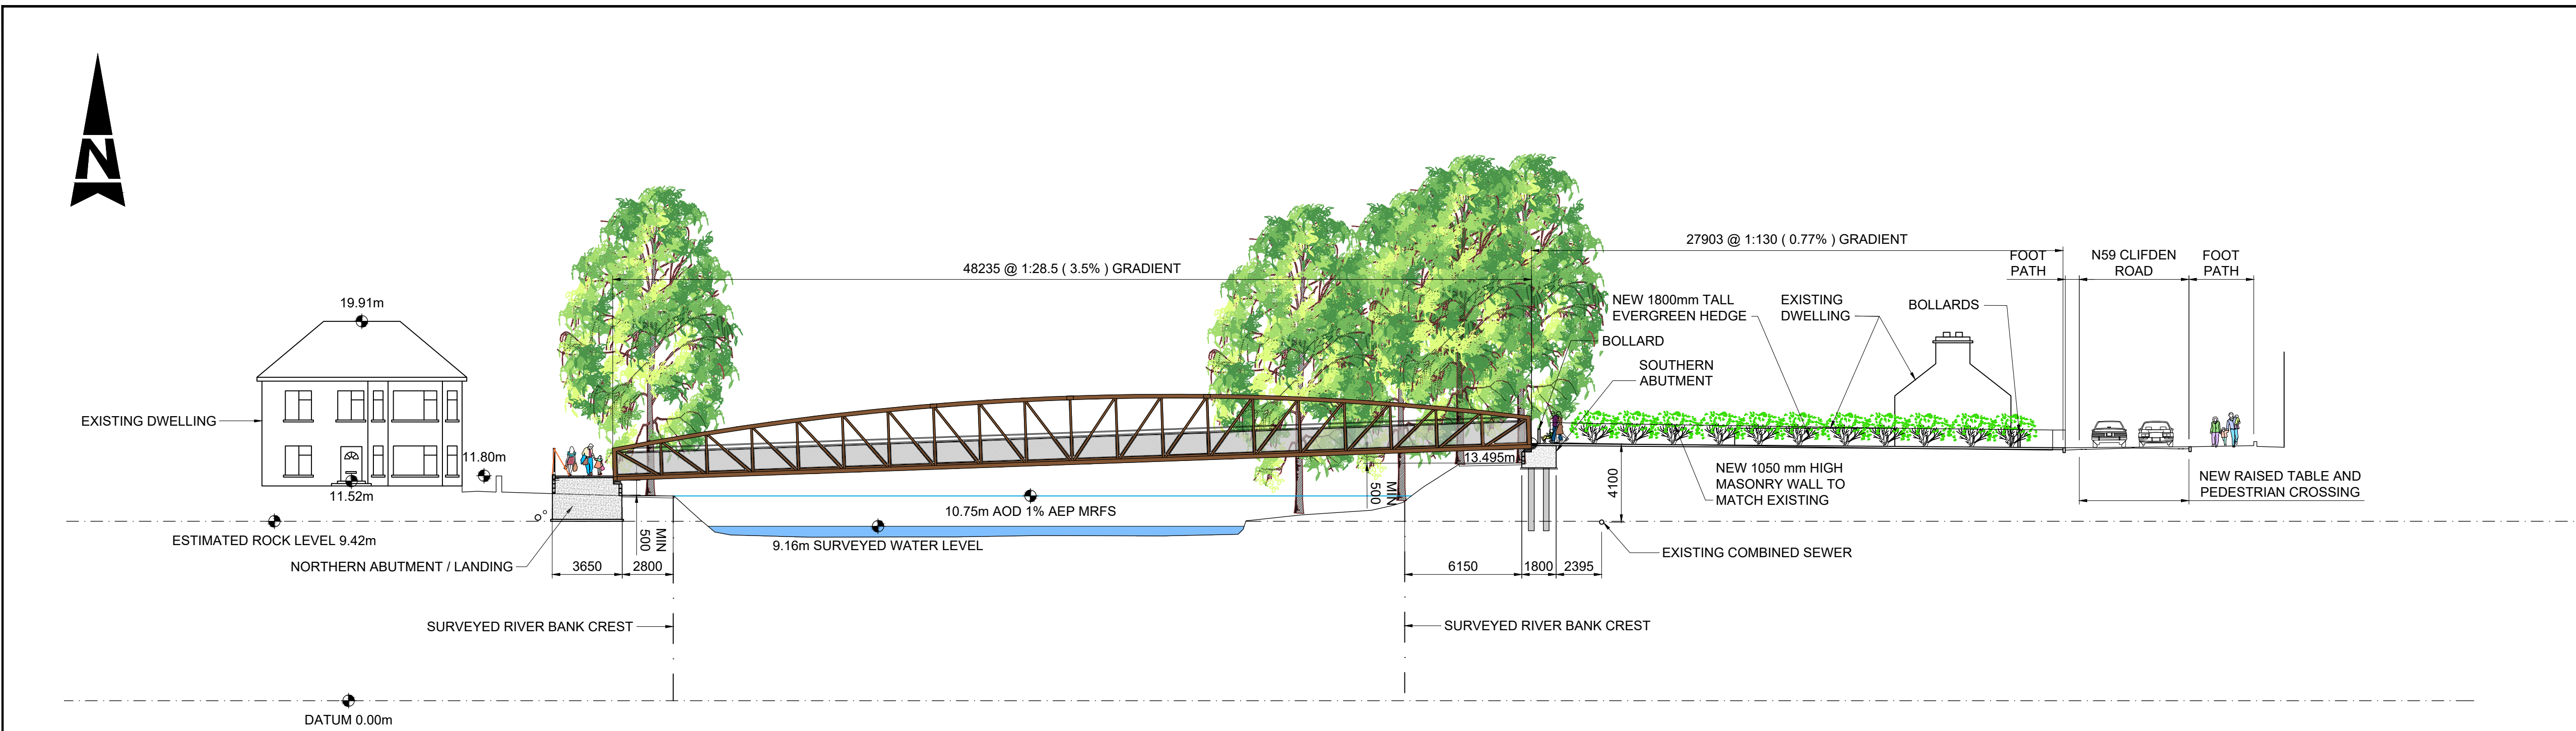 N
27903 @ 1:130 ( 0.77% ) GRADIENT
48235 @ 1:28.5 ( 3.5% ) GRADIENT
FOOT
PATH
N59 CLIFDEN
ROAD
FOOT
PATH
19.91m
NEW 1800mm TALL
EVERGREEN HEDGE
EXISTING
DWELLING
BOLLARDS
BOLLARD
SOUTHERN
ABUTMENT
EXISTING DWELLING
11.80m
11.52m
13.495m
500
MIN
4100
NEW 1050 mm HIGH
MASONRY WALL TO
MATCH EXISTING
NEW RAISED TABLE AND
PEDESTRIAN CROSSING
10.75m AOD 1% AEP MRFS
ESTIMATED ROCK LEVEL 9.42m
500
MIN
9.16m SURVEYED WATER LEVEL
EXISTING COMBINED SEWER
NORTHERN ABUTMENT / LANDING
3650
2800
6150
1800
2395
SURVEYED RIVER BANK CREST
SURVEYED RIVER BANK CREST
DATUM 0.00m